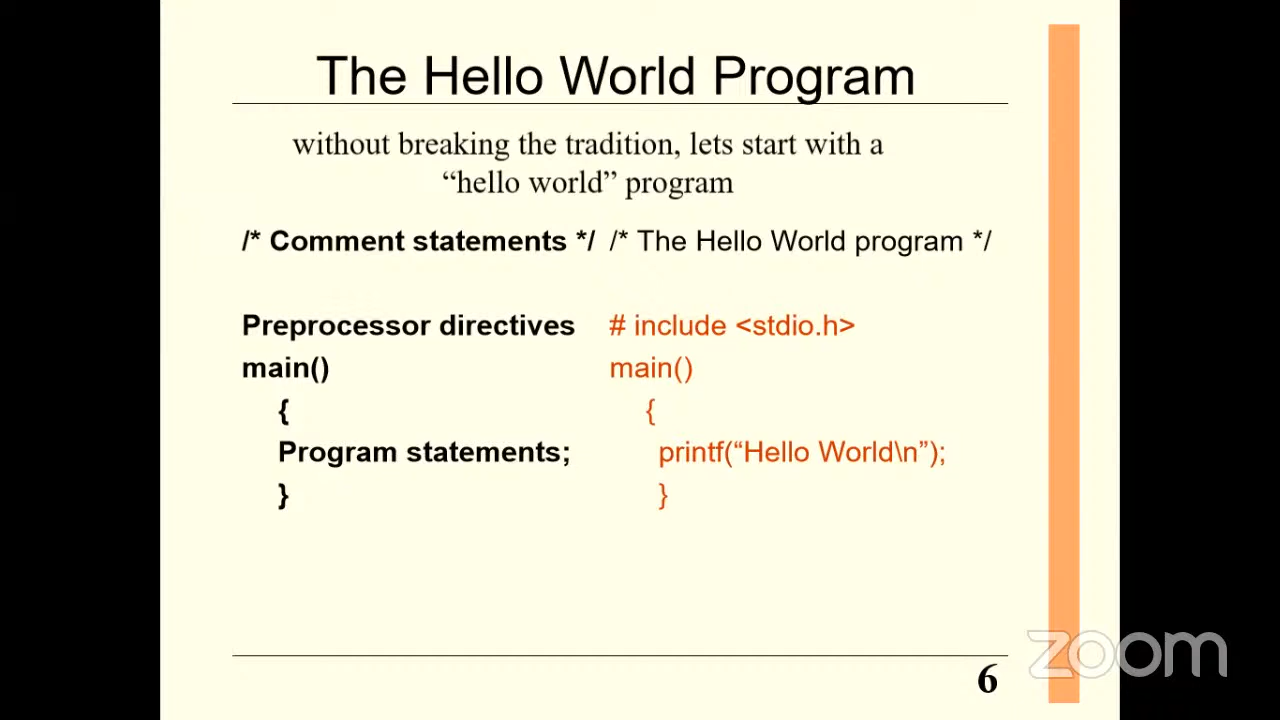 The Hello World Program
without breaking the tradition, lets start with a
“hello world” program
/* Comment statements */ /* The Hello World program */
Preprocessor directives # include <stdio.h>
main() main()
{ {
Program statements; printf(“Hello World\n”);
} }
6
zoom